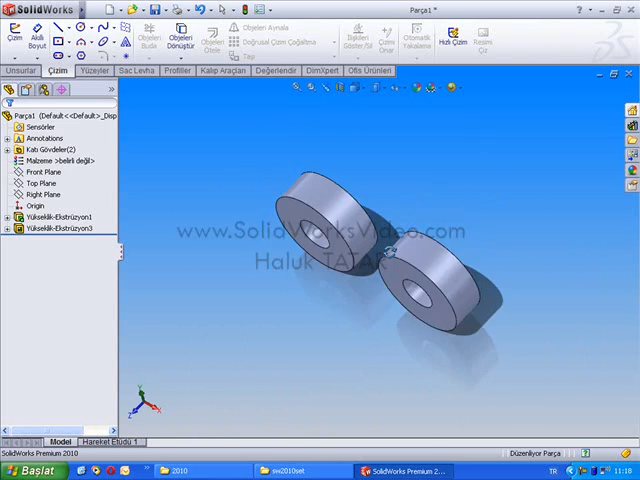 SolidWorks
Parça1 *
Çizim
Akıllı
Boyut
Objeleri
Buda
Objeleri
Dönüştür
Objeleri
Ötele
Objeleri Aynala
Doğrusal Çizim Çoğaltma
Taşı
İlişkileri
Göster/Sil
Çizimi
Onar
Otomatik
Yakalama
Hızlı Çizim
Resimi
Çiz
Unsurlar
Çizim
Yüzeyler
Sac Levha
Profiller
Kalıp Araçları
Değerlendir
DimXpert
Ofis Ürünleri
Parça1 (Default<<Default>_Disp
Sensörler
Annotations
Katı Gövdeler(2)
Malzeme >belirli değil>
Front Plane
Top Plane
Right Plane
Origin
Yükseklik-Ekstrüzyon1
Yükseklik-Ekstrüzyon3
www.SolidWorksVideo.com
Haluk TATAR
Y
Z
X
Model
Hareket Etüdü 1
SolidWorks Premium 2010
Düzenliyor Parça
Başlat
2010
sw2010set
SolidWorks Premium 2...
TR
11:18